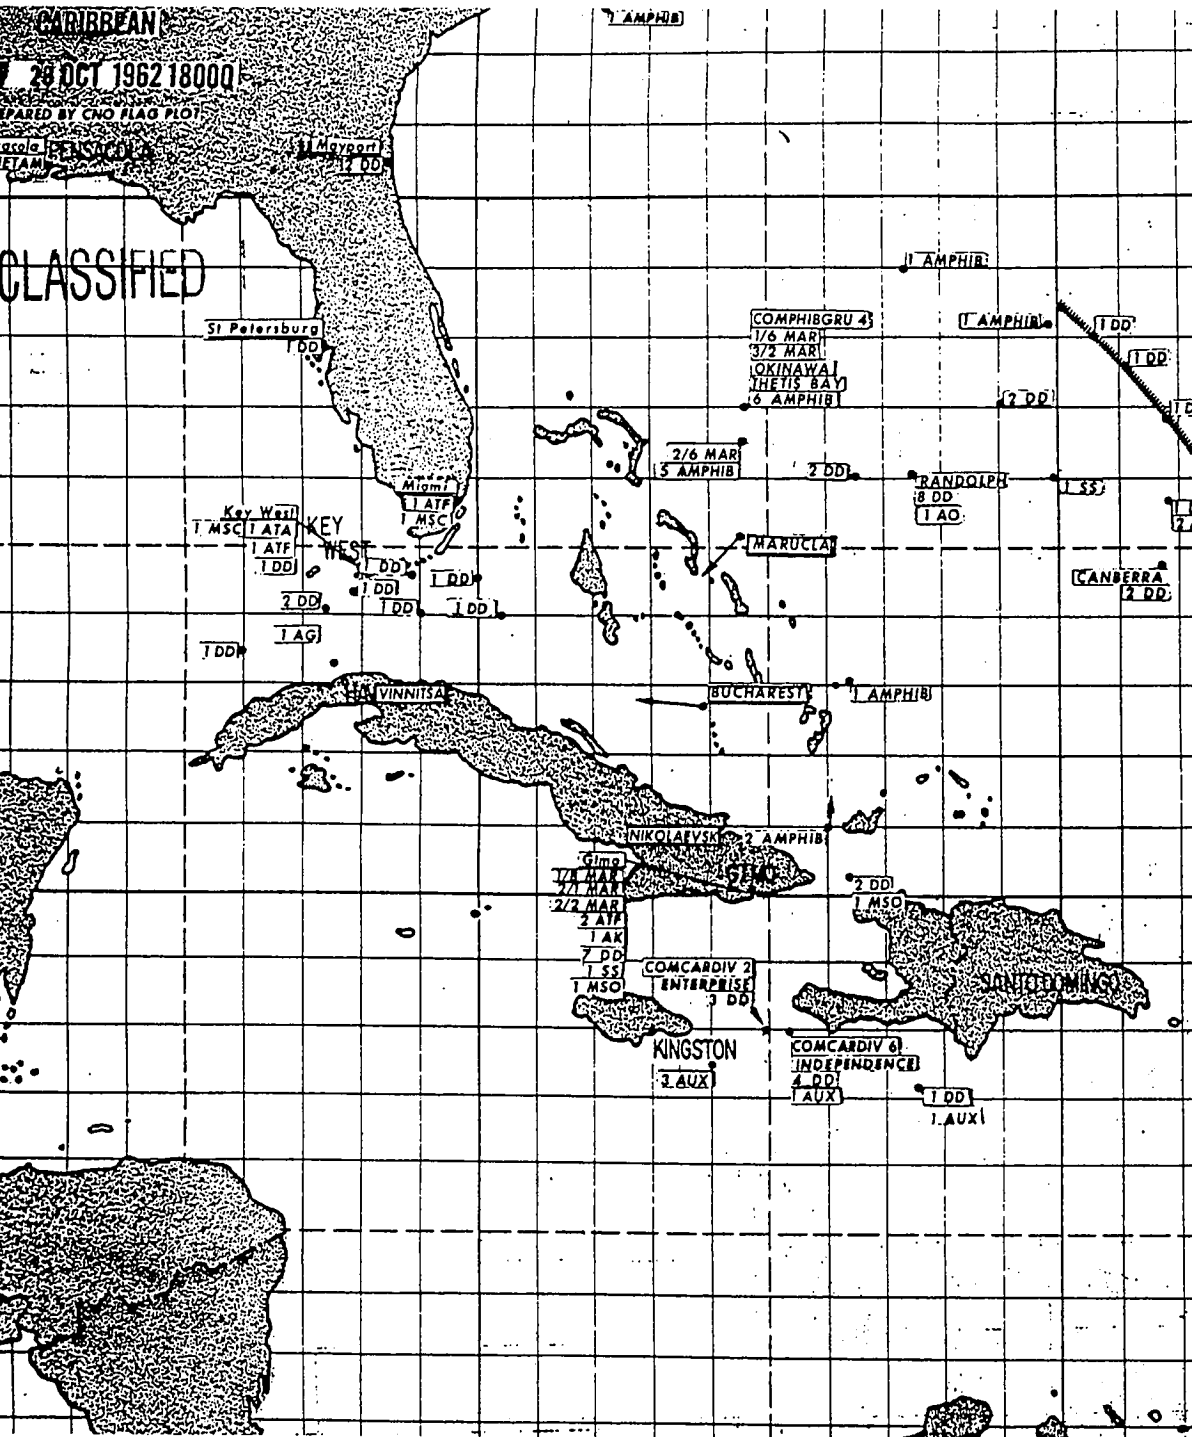 CARIBBEAN
28 OCT 1962 1800Q
EPARED BY CNO FLAG PLOT
acola
ETAM
PENSACOLA
Mayport
2 DD
1 AMPHIB
CLASSIFIED
1 AMPHIB
St Petersburg
1 DD
COMPHIBGRU 4
1/6 MAR
3/2 MAR
OKINAWA
THETIS BAY
6 AMPHIB
1 AMPHIB
1 DD
1 DD
2 DD
2/6 MAR
5 AMPHIB
2 DD
RANDOLPH
8 DD
1 AO
1 SS
Miami
1 ATF
1 MSC
Key West
1 MSC 1 ATA
1 ATF
1 DD
KEY
WEST
1 DD
1 DD
1 DD
2 DD
1 DD
1 DD
1 AG
1 DD
MARUCLA
CANBERRA
2 DD
VINNITSA
BUCHAREST
1 AMPHIB
NIKOLAEVSK
2 AMPHIB
Gtmo
1/8 MAR
2/1 MAR
2/2 MAR
2 ATF
1 AK
7 DD
1 SS
1 MSO
GTMO
2 DD
1 MSO
COMCARDIV 2
ENTERPRISE
3 DD
SANTO DOMINGO
KINGSTON
3 AUX
COMCARDIV 6
INDEPENDENCE
4 DD
1 AUX
1 DD
1 AUX